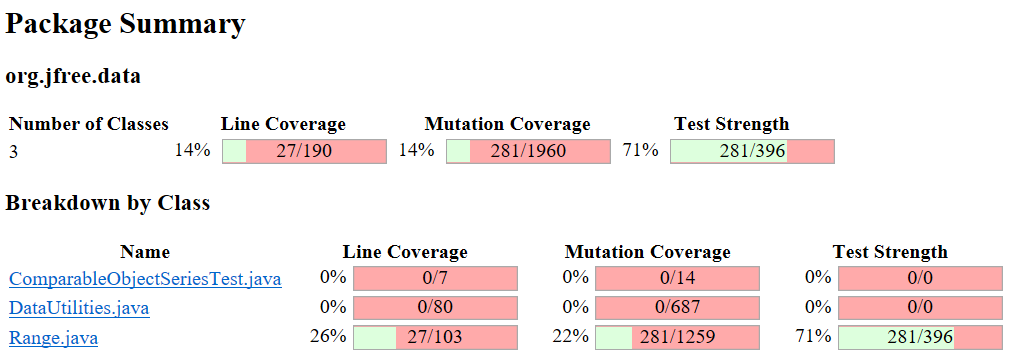 Package Summary
org.jfree.data
Number of Classes Line Coverage Mutation Coverage Test Strength
3 14% 27/190 14% 281/1960 71% 281/396
Breakdown by Class
Name Line Coverage Mutation Coverage Test Strength
ComparableObjectSeriesTest.java 0% 0/7 0% 0/14 0% 0/0
DataUtilities.java 0% 0/80 0% 0/687 0% 0/0
Range.java 26% 27/103 22% 281/1259 71% 281/396